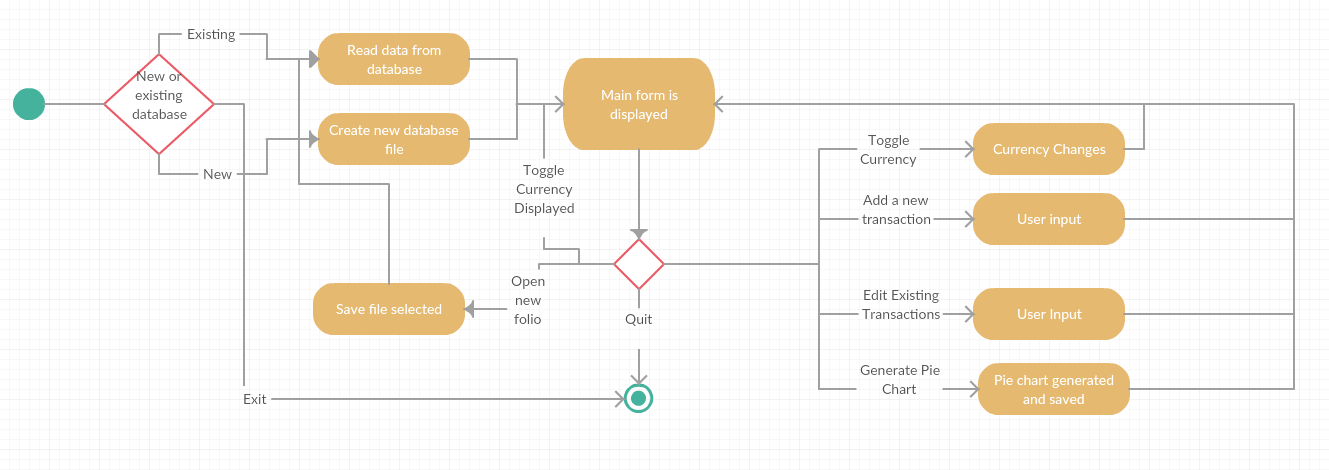 Existing
New or
existing
database
New
Read data from
database
Create new database
file
Main form is
displayed
Toggle
Currency
Displayed
Toggle
Currency
Currency Changes
Add a new
transaction
User input
Open
new
folio
Save file selected
Quit
Edit Existing
Transactions
User Input
Generate Pie
Chart
Pie chart generated
and saved
Exit